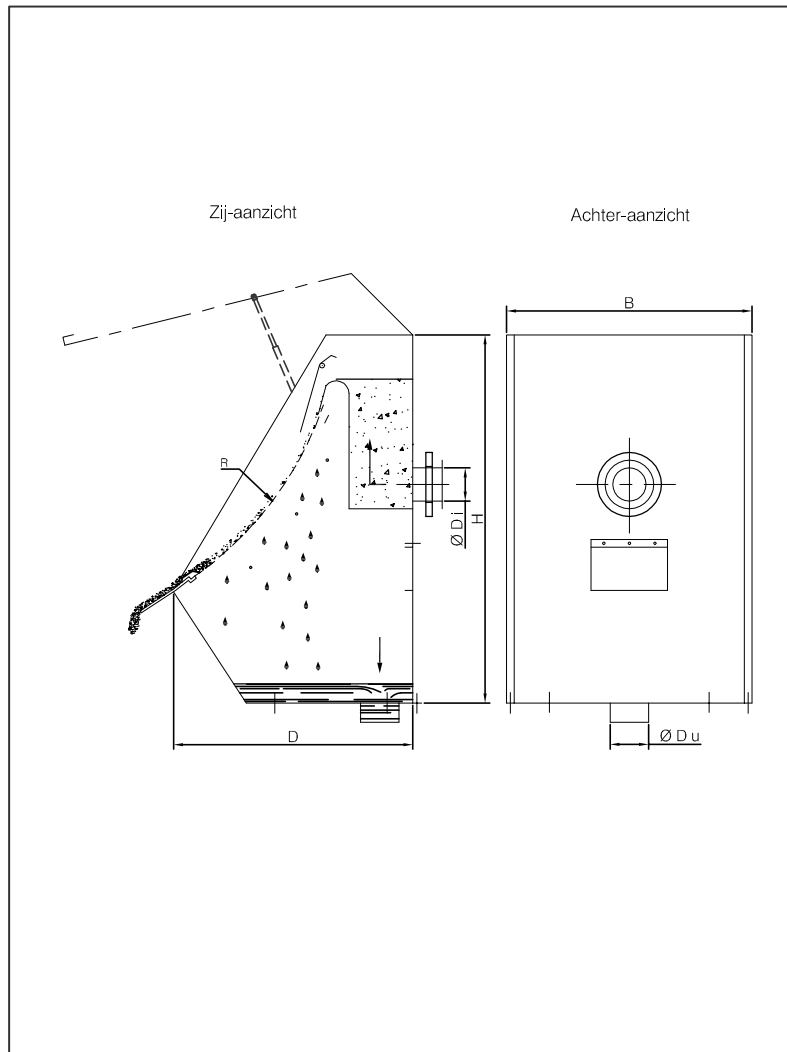 Zij-aanzicht
Achter-aanzicht
B
R
H
Ø D i
D
Ø D u